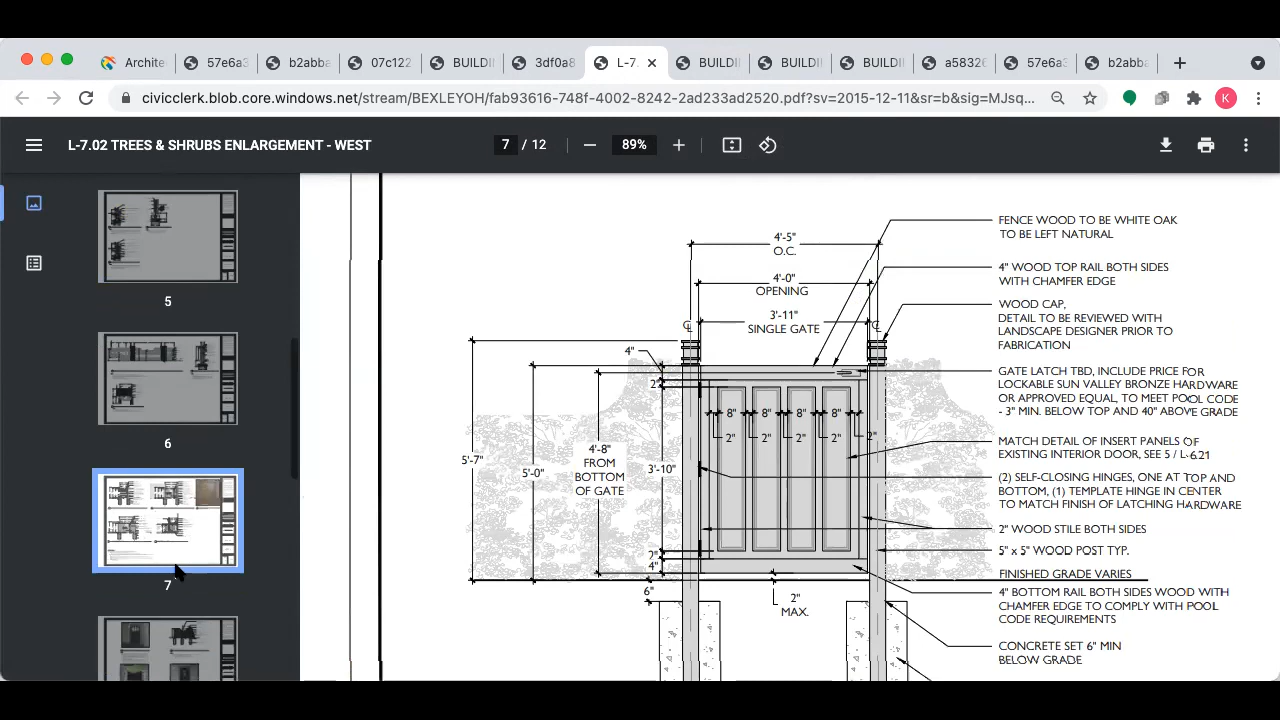 Archite
57e6a3
b2abba
07c122
BUILDI
3df0a8
L-7.
BUILDI
BUILDI
BUILDI
a58326
57e6a3
b2abba
civicclerk.blob.core.windows.net/stream/BEXLEYOH/fab93616-748f-4002-8242-2ad233ad2520.pdf?sv=2015-12-11&sr=b&sig=MJsq...
K
L-7.02 TREES & SHRUBS ENLARGEMENT - WEST
7 / 12
89%
5
6
7
4'-5"
O.C.
4'-0"
OPENING
3'-11"
SINGLE GATE
4"
2"
8" 8" 8" 8"
2" 2" 2" 2" 2"
5'-7"
5'-0"
4'-8"
FROM
BOTTOM
OF GATE
3'-10"
2"
4"
6"
2"
MAX.
FENCE WOOD TO BE WHITE OAK
TO BE LEFT NATURAL
4" WOOD TOP RAIL BOTH SIDES
WITH CHAMFER EDGE
WOOD CAP,
DETAIL TO BE REVIEWED WITH
LANDSCAPE DESIGNER PRIOR TO
FABRICATION
GATE LATCH TBD, INCLUDE PRICE FOR
LOCKABLE SUN VALLEY BRONZE HARDWARE
OR APPROVED EQUAL, TO MEET POOL CODE
- 3" MIN. BELOW TOP AND 40" ABOVE GRADE
MATCH DETAIL OF INSERT PANELS OF
EXISTING INTERIOR DOOR, SEE 5 / L-6.21
(2) SELF-CLOSING HINGES, ONE AT TOP AND
BOTTOM, (1) TEMPLATE HINGE IN CENTER
TO MATCH FINISH OF LATCHING HARDWARE
2" WOOD STILE BOTH SIDES
5" x 5" WOOD POST TYP.
FINISHED GRADE VARIES
4" BOTTOM RAIL BOTH SIDES WOOD WITH
CHAMFER EDGE TO COMPLY WITH POOL
CODE REQUIREMENTS
CONCRETE SET 6" MIN
BELOW GRADE